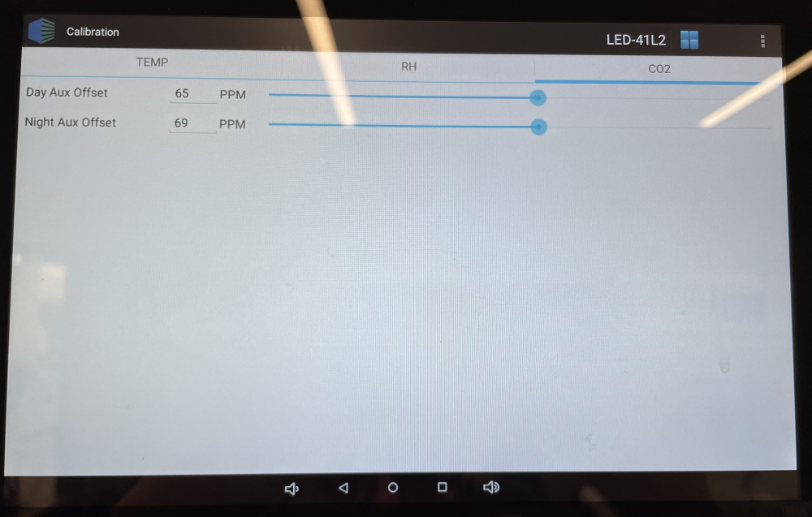 Calibration
LED-41L2
TEMP RH CO2
Day Aux Offset 65 PPM
Night Aux Offset 69 PPM